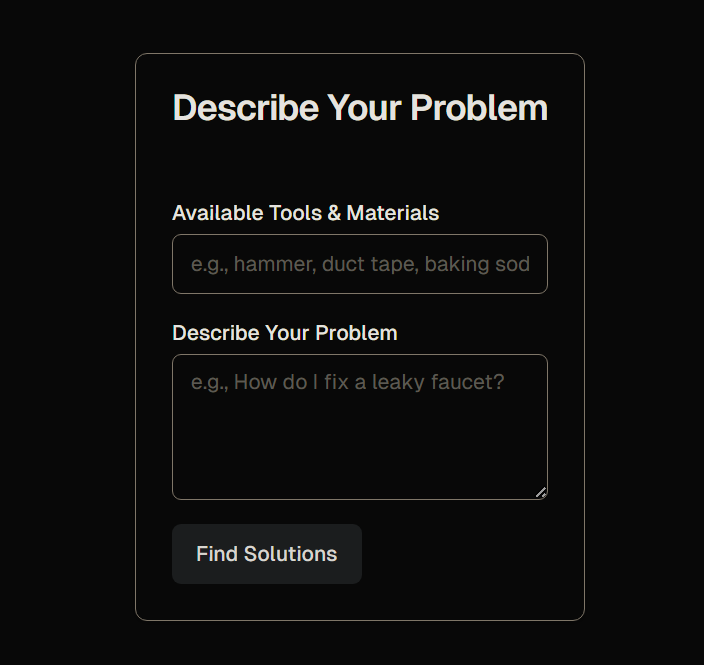 Describe Your Problem
Available Tools & Materials
e.g., hammer, duct tape, baking sod
Describe Your Problem
e.g., How do I fix a leaky faucet?
Find Solutions